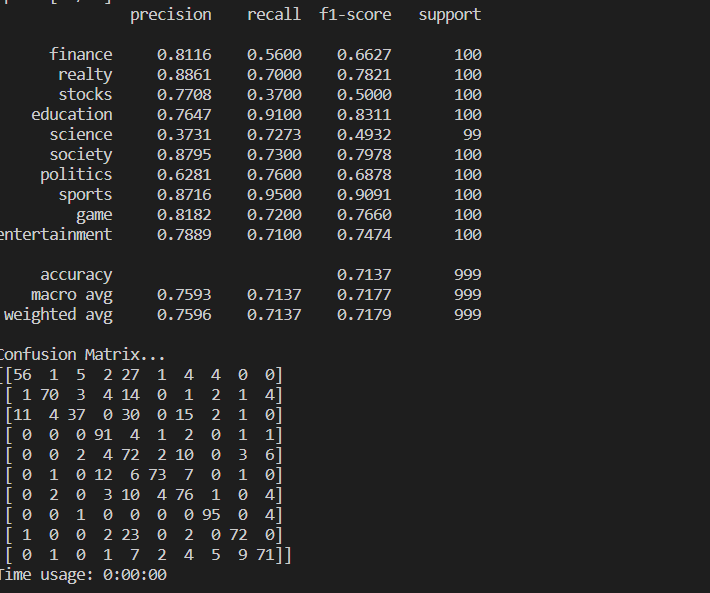 precision recall f1-score support
finance 0.8116 0.5600 0.6627 100
realty 0.8861 0.7000 0.7821 100
stocks 0.7708 0.3700 0.5000 100
education 0.7647 0.9100 0.8311 100
science 0.3731 0.7273 0.4932 99
society 0.8795 0.7300 0.7978 100
politics 0.6281 0.7600 0.6878 100
sports 0.8716 0.9500 0.9091 100
game 0.8182 0.7200 0.7660 100
entertainment 0.7889 0.7100 0.7474 100
accuracy 0.7137 999
macro avg 0.7593 0.7137 0.7177 999
weighted avg 0.7596 0.7137 0.7179 999
Confusion Matrix...
[[56 1 5 2 27 1 4 4 0 0]
[ 1 70 3 4 14 0 1 2 1 4]
[11 4 37 0 30 0 15 2 1 0]
[ 0 0 0 91 4 1 2 0 1 1]
[ 0 0 2 4 72 2 10 0 3 6]
[ 0 1 0 12 6 73 7 0 1 0]
[ 0 2 0 3 10 4 76 1 0 4]
[ 0 0 1 0 0 0 0 95 0 4]
[ 1 0 0 2 23 0 2 0 72 0]
[ 0 1 0 1 7 2 4 5 9 71]]
Time usage: 0:00:00